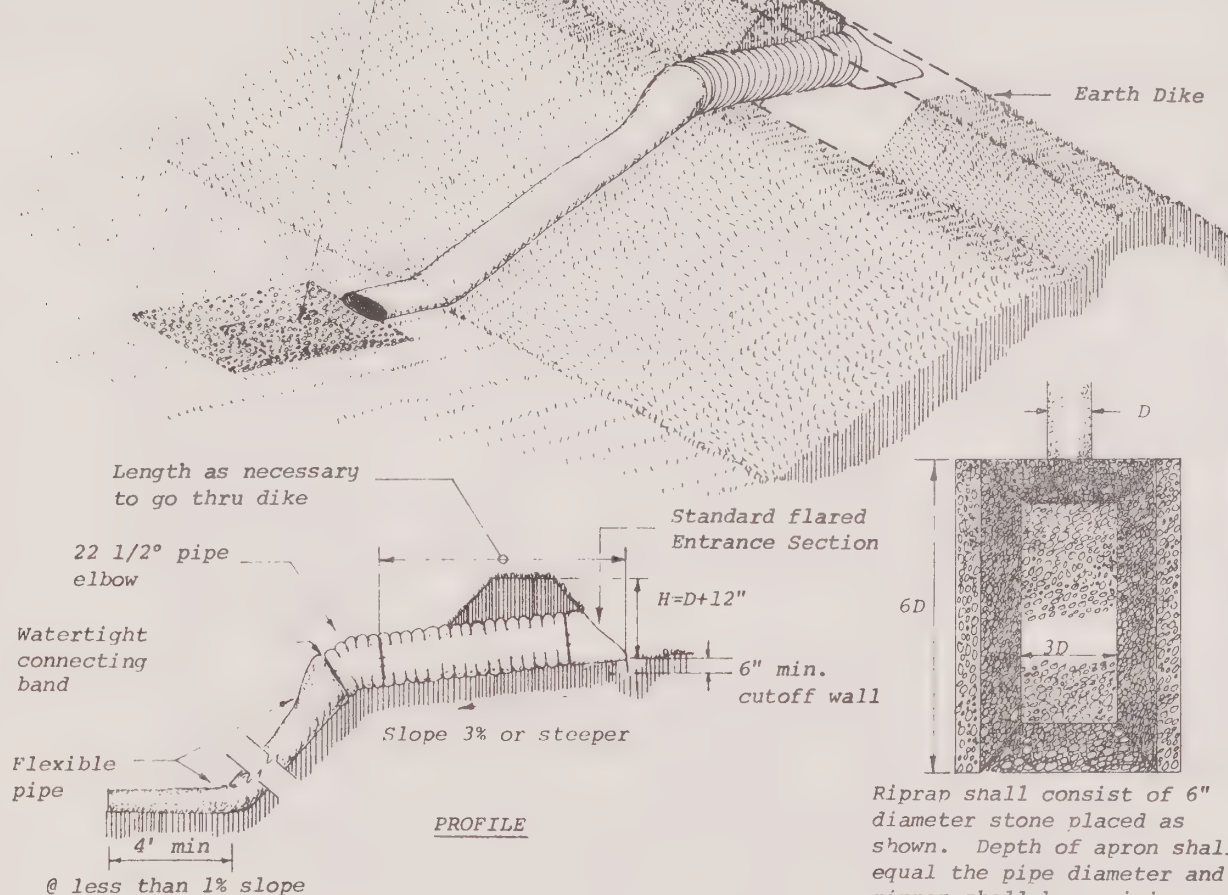 Earth Dike
D
Length as necessary
to go thru dike
Standard flared
Entrance Section
22 1/2° pipe
elbow
H=D+12"
6D
Watertight
connecting
band
3D
6" min.
cutoff wall
Slope 3% or steeper
Flexible
pipe
PROFILE
4' min
@ less than 1% slope
Riprap shall consist of 6"
diameter stone placed as
shown. Depth of apron shall
equal the pipe diameter and